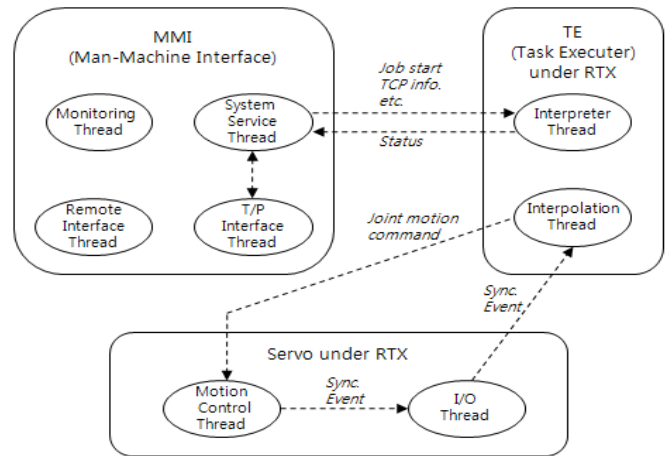 MMI
(Man-Machine Interface)
Monitoring
Thread
System
Service
Thread
Remote
Interface
Thread
T/P
Interface
Thread
Job start
TCP info.
etc.
Status
TE
(Task Executer)
under RTX
Interpreter
Thread
Interpolation
Thread
Joint motion
command
Sync.
Event
Servo under RTX
Motion
Control
Thread
Sync.
Event
I/O
Thread